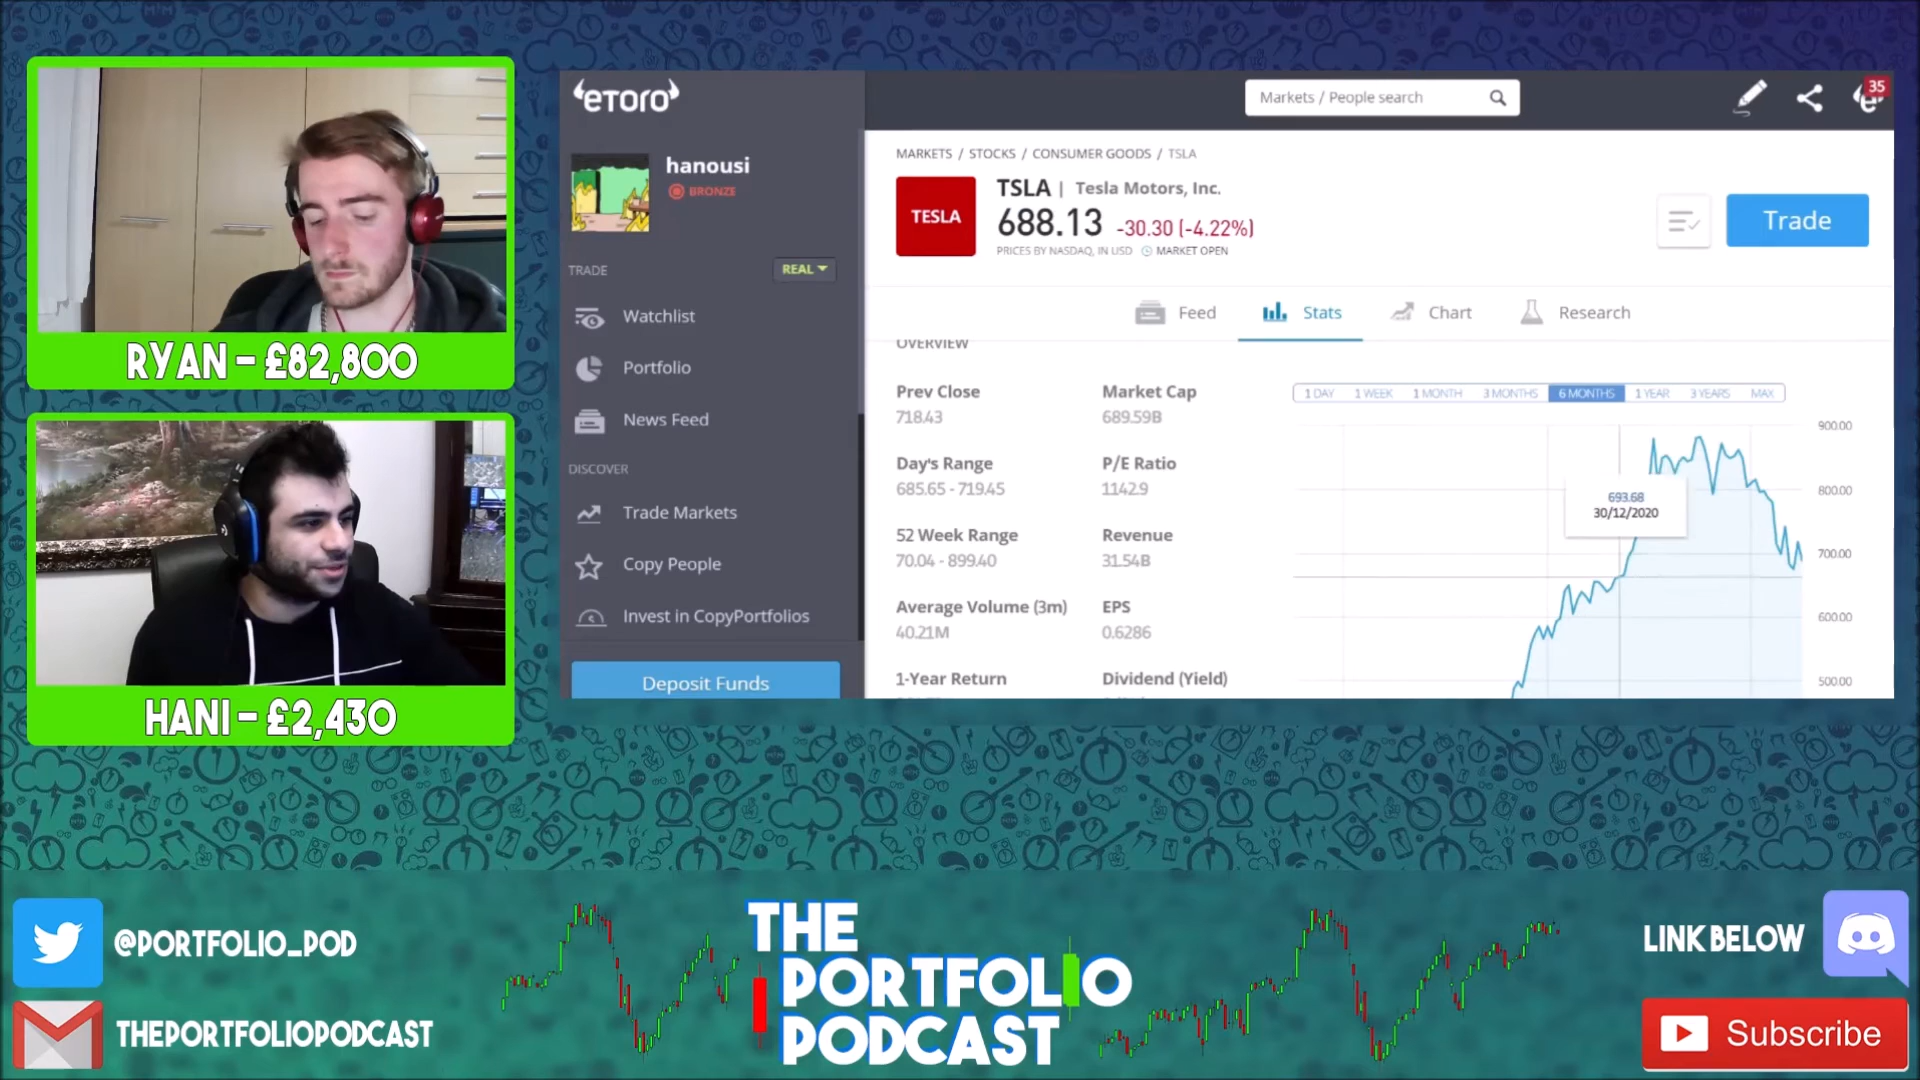 RYAN - £82,800
HANI - £2,430
eTORO
hanousi
BRONZE
TRADE
REAL
Watchlist
Portfolio
News Feed
DISCOVER
Trade Markets
Copy People
Invest in CopyPortfolios
Deposit Funds
Markets / People search
35
MARKETS / STOCKS / CONSUMER GOODS / TSLA
TESLA
TSLA | Tesla Motors, Inc.
688.13 -30.30 (-4.22%)
PRICES BY NASDAQ, IN USD MARKET OPEN
Trade
Feed
Stats
Chart
Research
OVERVIEW
Prev Close
718.43
Market Cap
689.59B
Day's Range
685.65 - 719.45
P/E Ratio
1142.9
52 Week Range
70.04 - 899.40
Revenue
31.54B
Average Volume (3m)
40.21M
EPS
0.6286
1-Year Return
Dividend (Yield)
1 DAY 1 WEEK 1 MONTH 3 MONTHS 6 MONTHS 1 YEAR 3 YEARS MAX
900.00
800.00
700.00
600.00
500.00
693.68
30/12/2020
@PORTFOLIO_POD
THEPORTFOLIOPODCAST
THE
PORTFOLIO
PODCAST
LINK BELOW
Subscribe